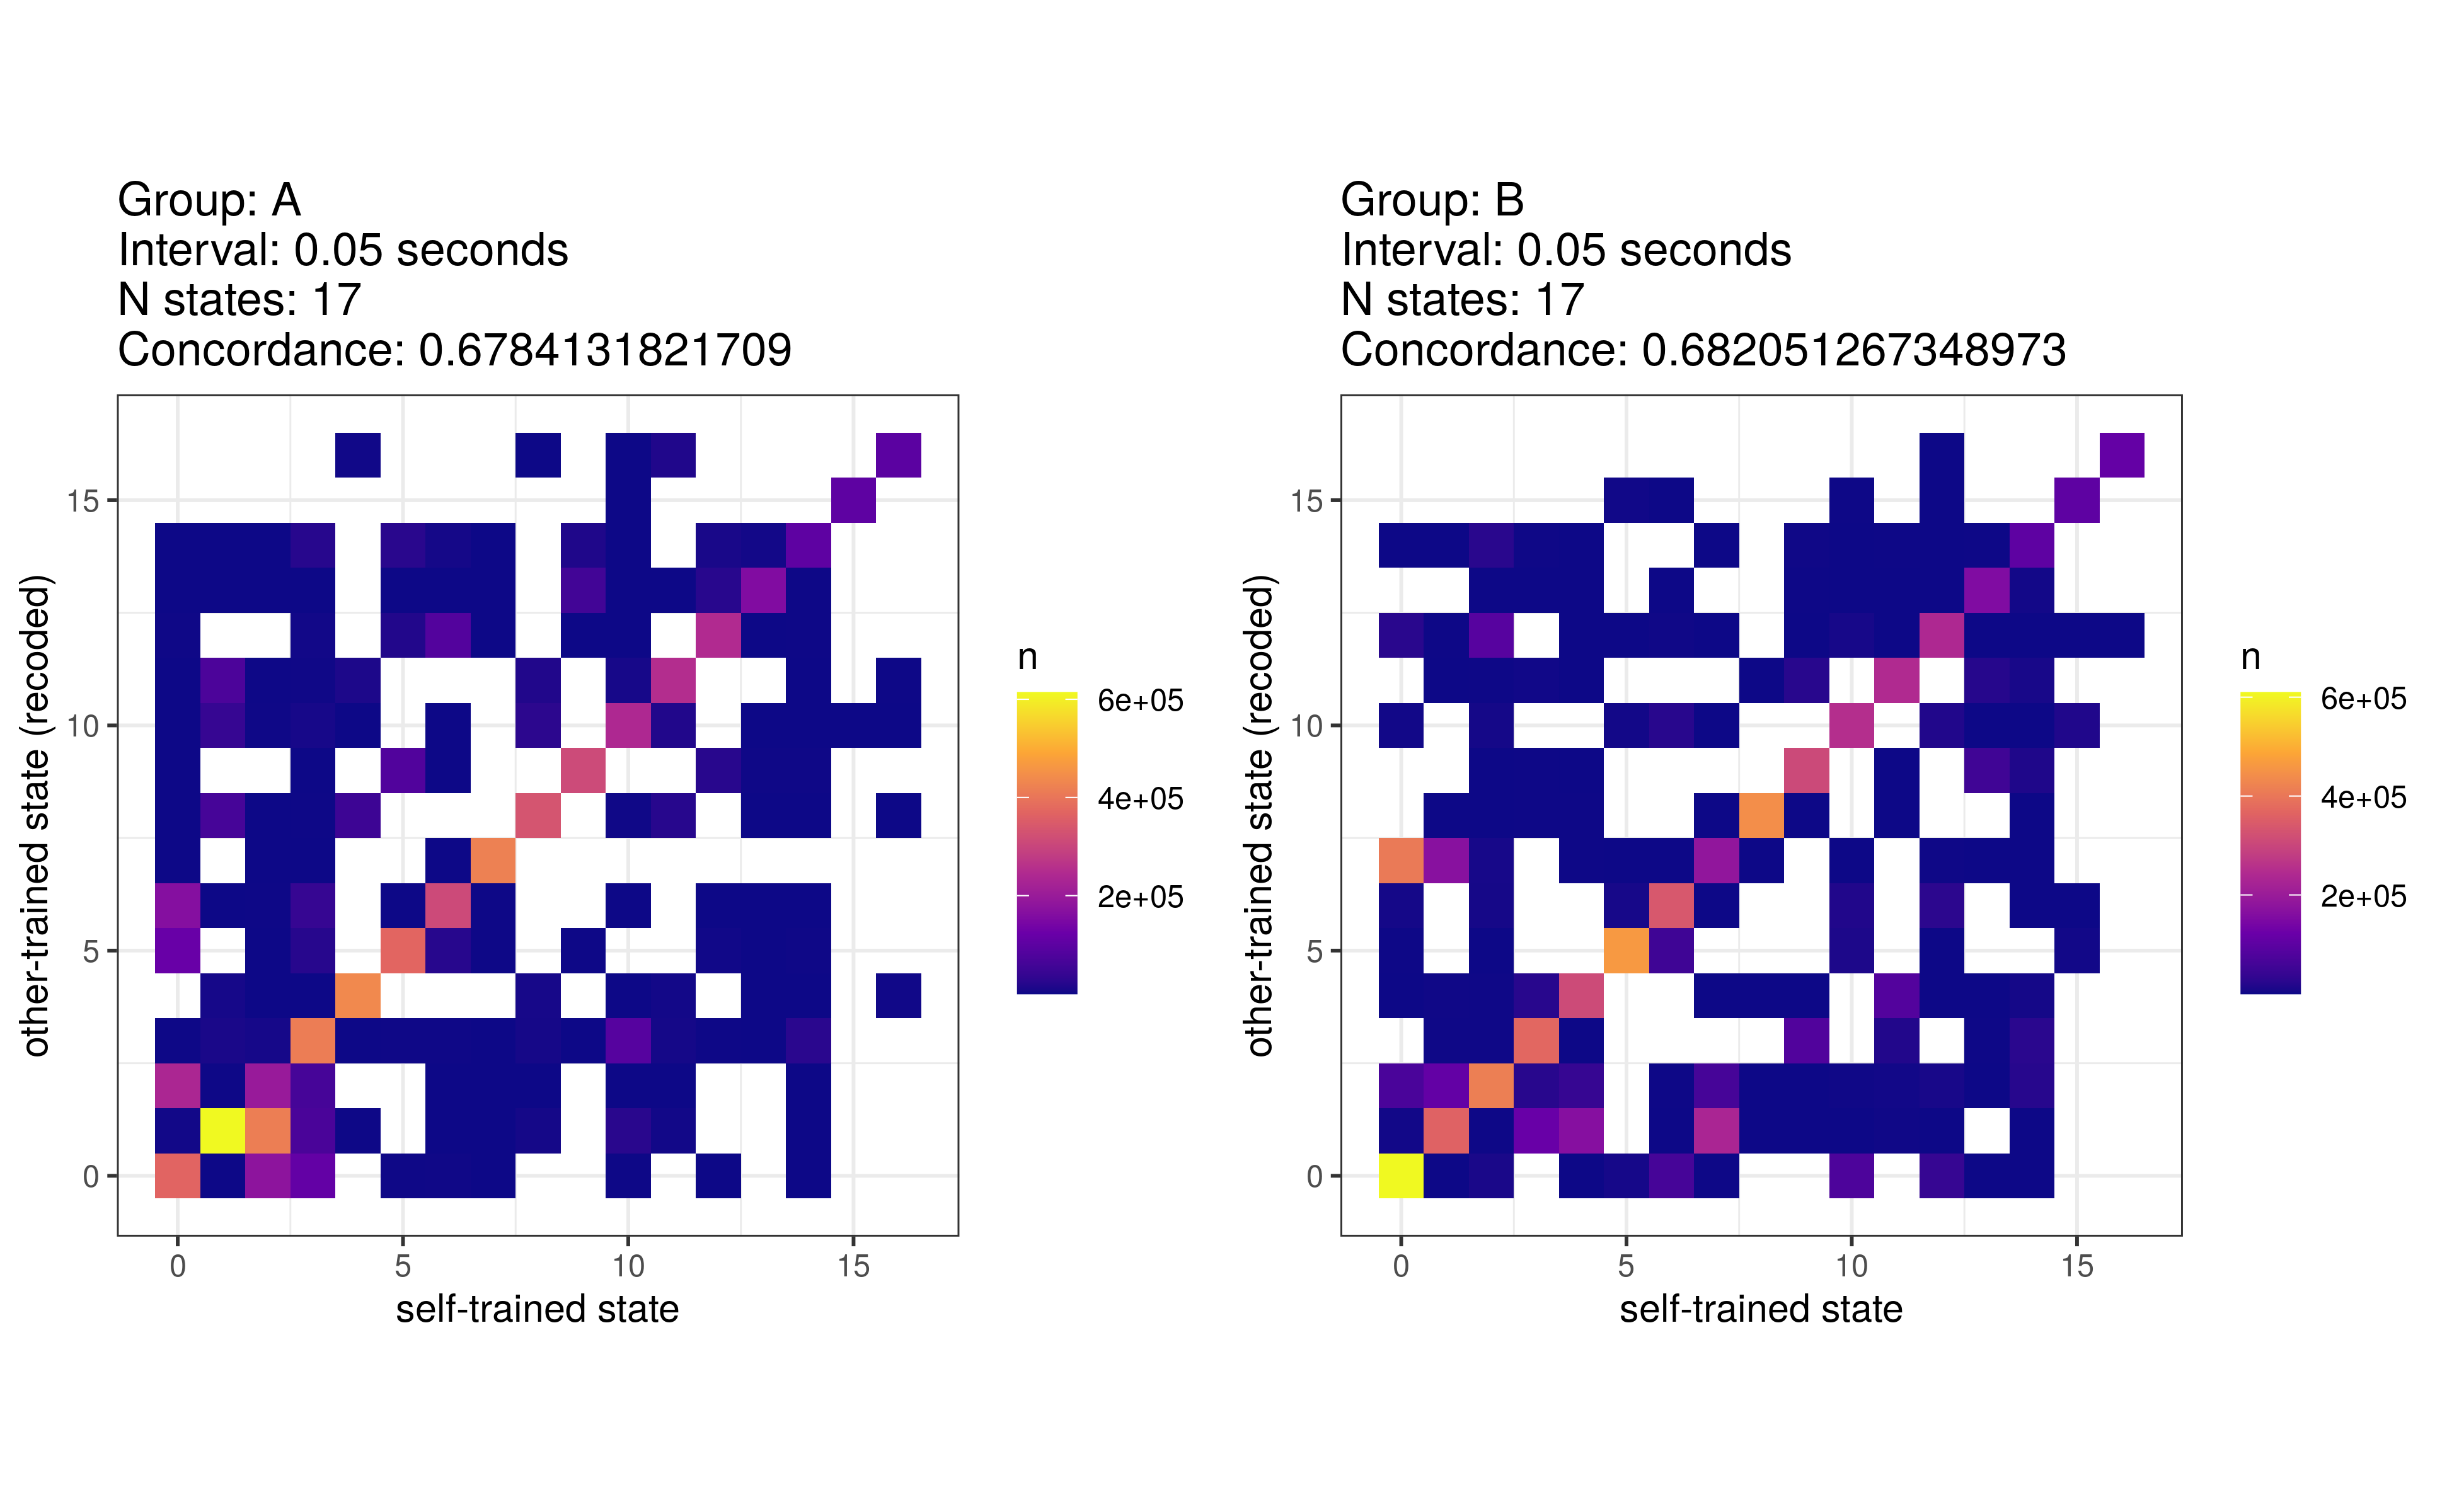 Group: A
Interval: 0.05 seconds
N states: 17
Concordance: 0.6784131821709
other-trained state (recoded)
15
10
5
0
0
5
10
15
self-trained state
n
6e+05
4e+05
2e+05
Group: B
Interval: 0.05 seconds
N states: 17
Concordance: 0.682051267348973
other-trained state (recoded)
15
10
5
0
0
5
10
15
self-trained state
n
6e+05
4e+05
2e+05